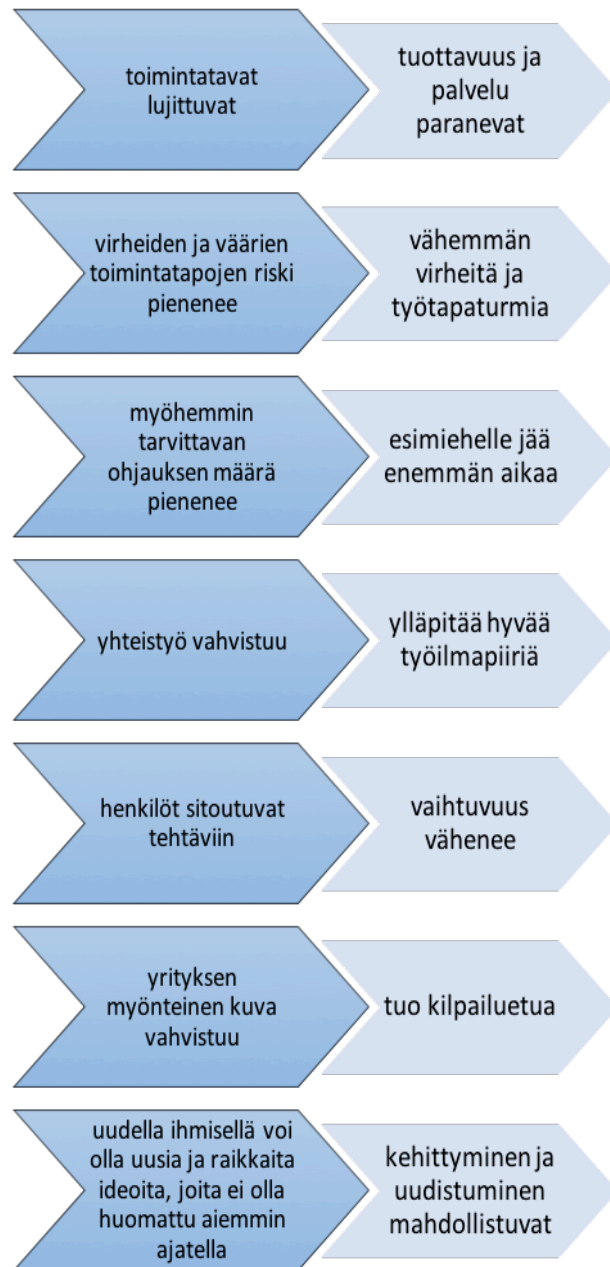 toimintatavat
lujittuvat
tuottavuus ja
palvelu
paranevat
virheiden ja väärien
toimintatapojen riski
pienenee
vähemmän
virheitä ja
työtapaturmia
myöhemmin
tarvittavan
ohjauksen määrä
pienenee
esimiehelle jää
enemmän aikaa
yhteistyö vahvistuu
ylläpitää hyvää
työilmapiiriä
henkilöt sitoutuvat
tehtäviin
vaihtuvuus
vähenee
yrityksen
myönteinen kuva
vahvistuu
tuo kilpailuetua
uudella ihmisellä voi
olla uusia ja raikkaita
ideoita, joita ei olla
huomattu aiemmin
ajatella
kehittyminen ja
uudistuminen
mahdollistuvat